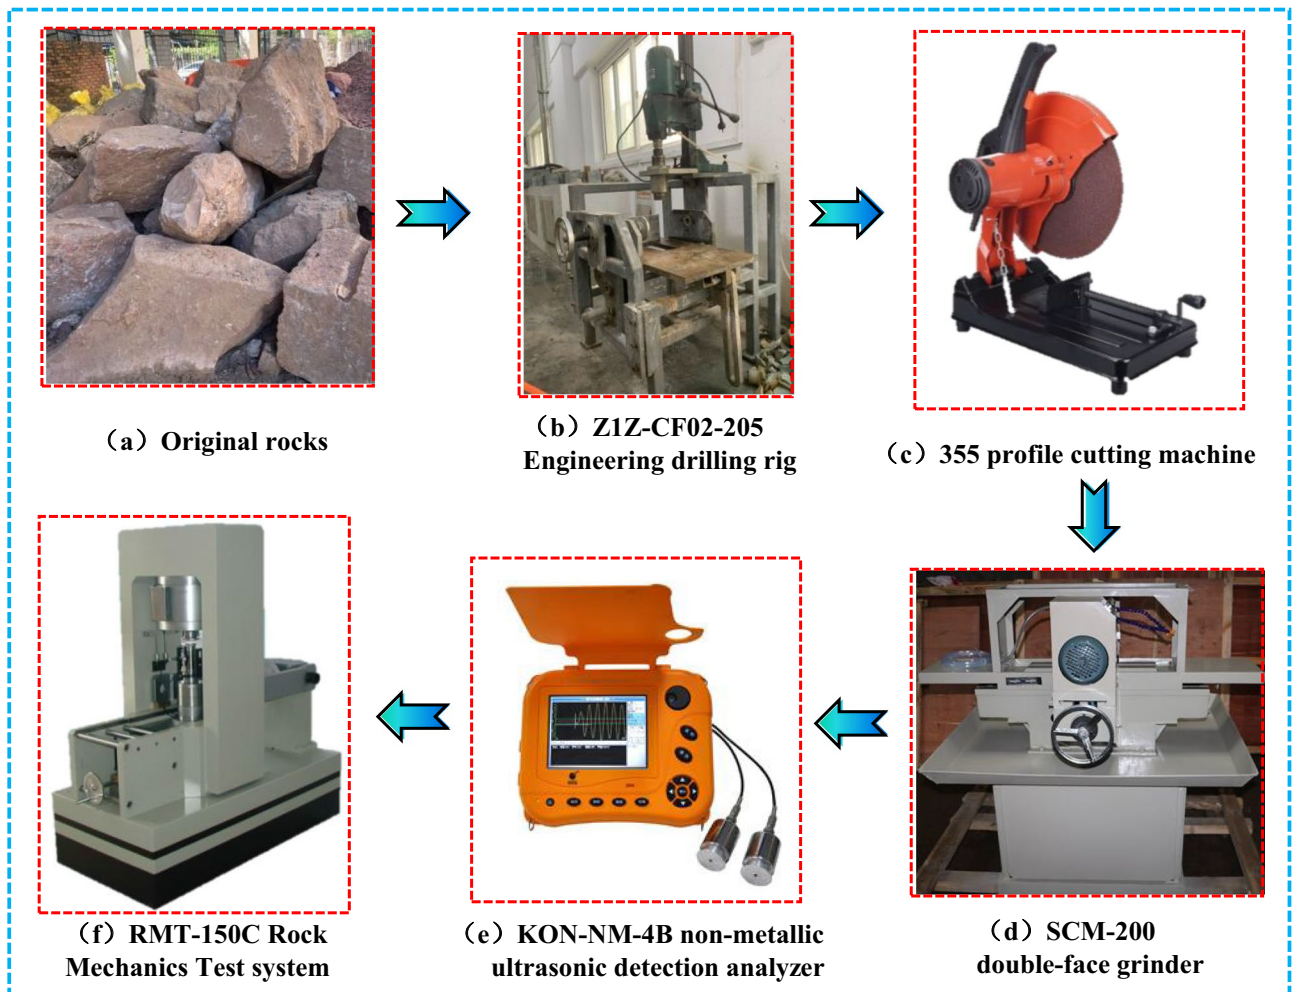 （a）Original rocks
（b）Z1Z-CF02-205
Engineering drilling rig
（c）355 profile cutting machine
（d）SCM-200
double-face grinder
（e）KON-NM-4B non-metallic
ultrasonic detection analyzer
（f）RMT-150C Rock
Mechanics Test system